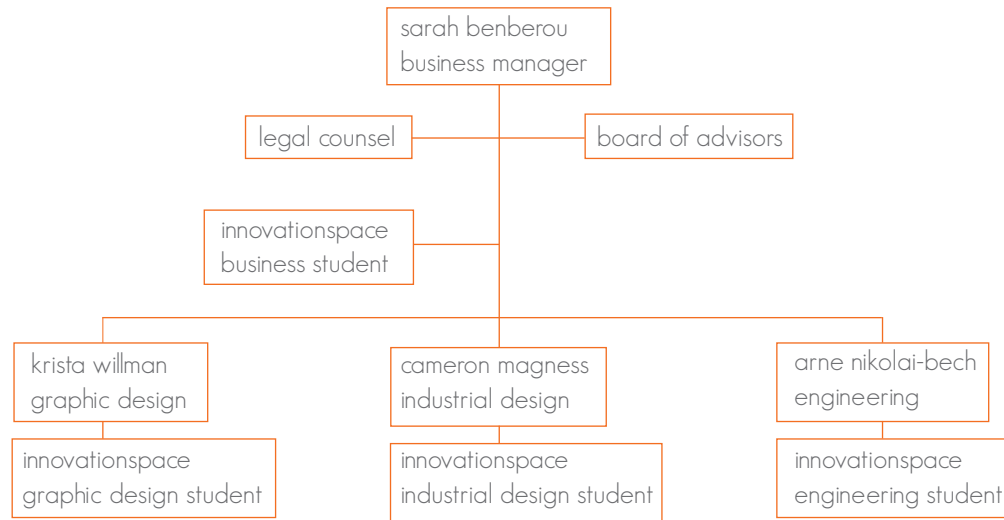 sarah benberou
business manager
legal counsel
board of advisors
innovationspace
business student
krista willman
graphic design
cameron magness
industrial design
arne nikolai-bech
engineering
innovationspace
graphic design student
innovationspace
industrial design student
innovationspace
engineering student